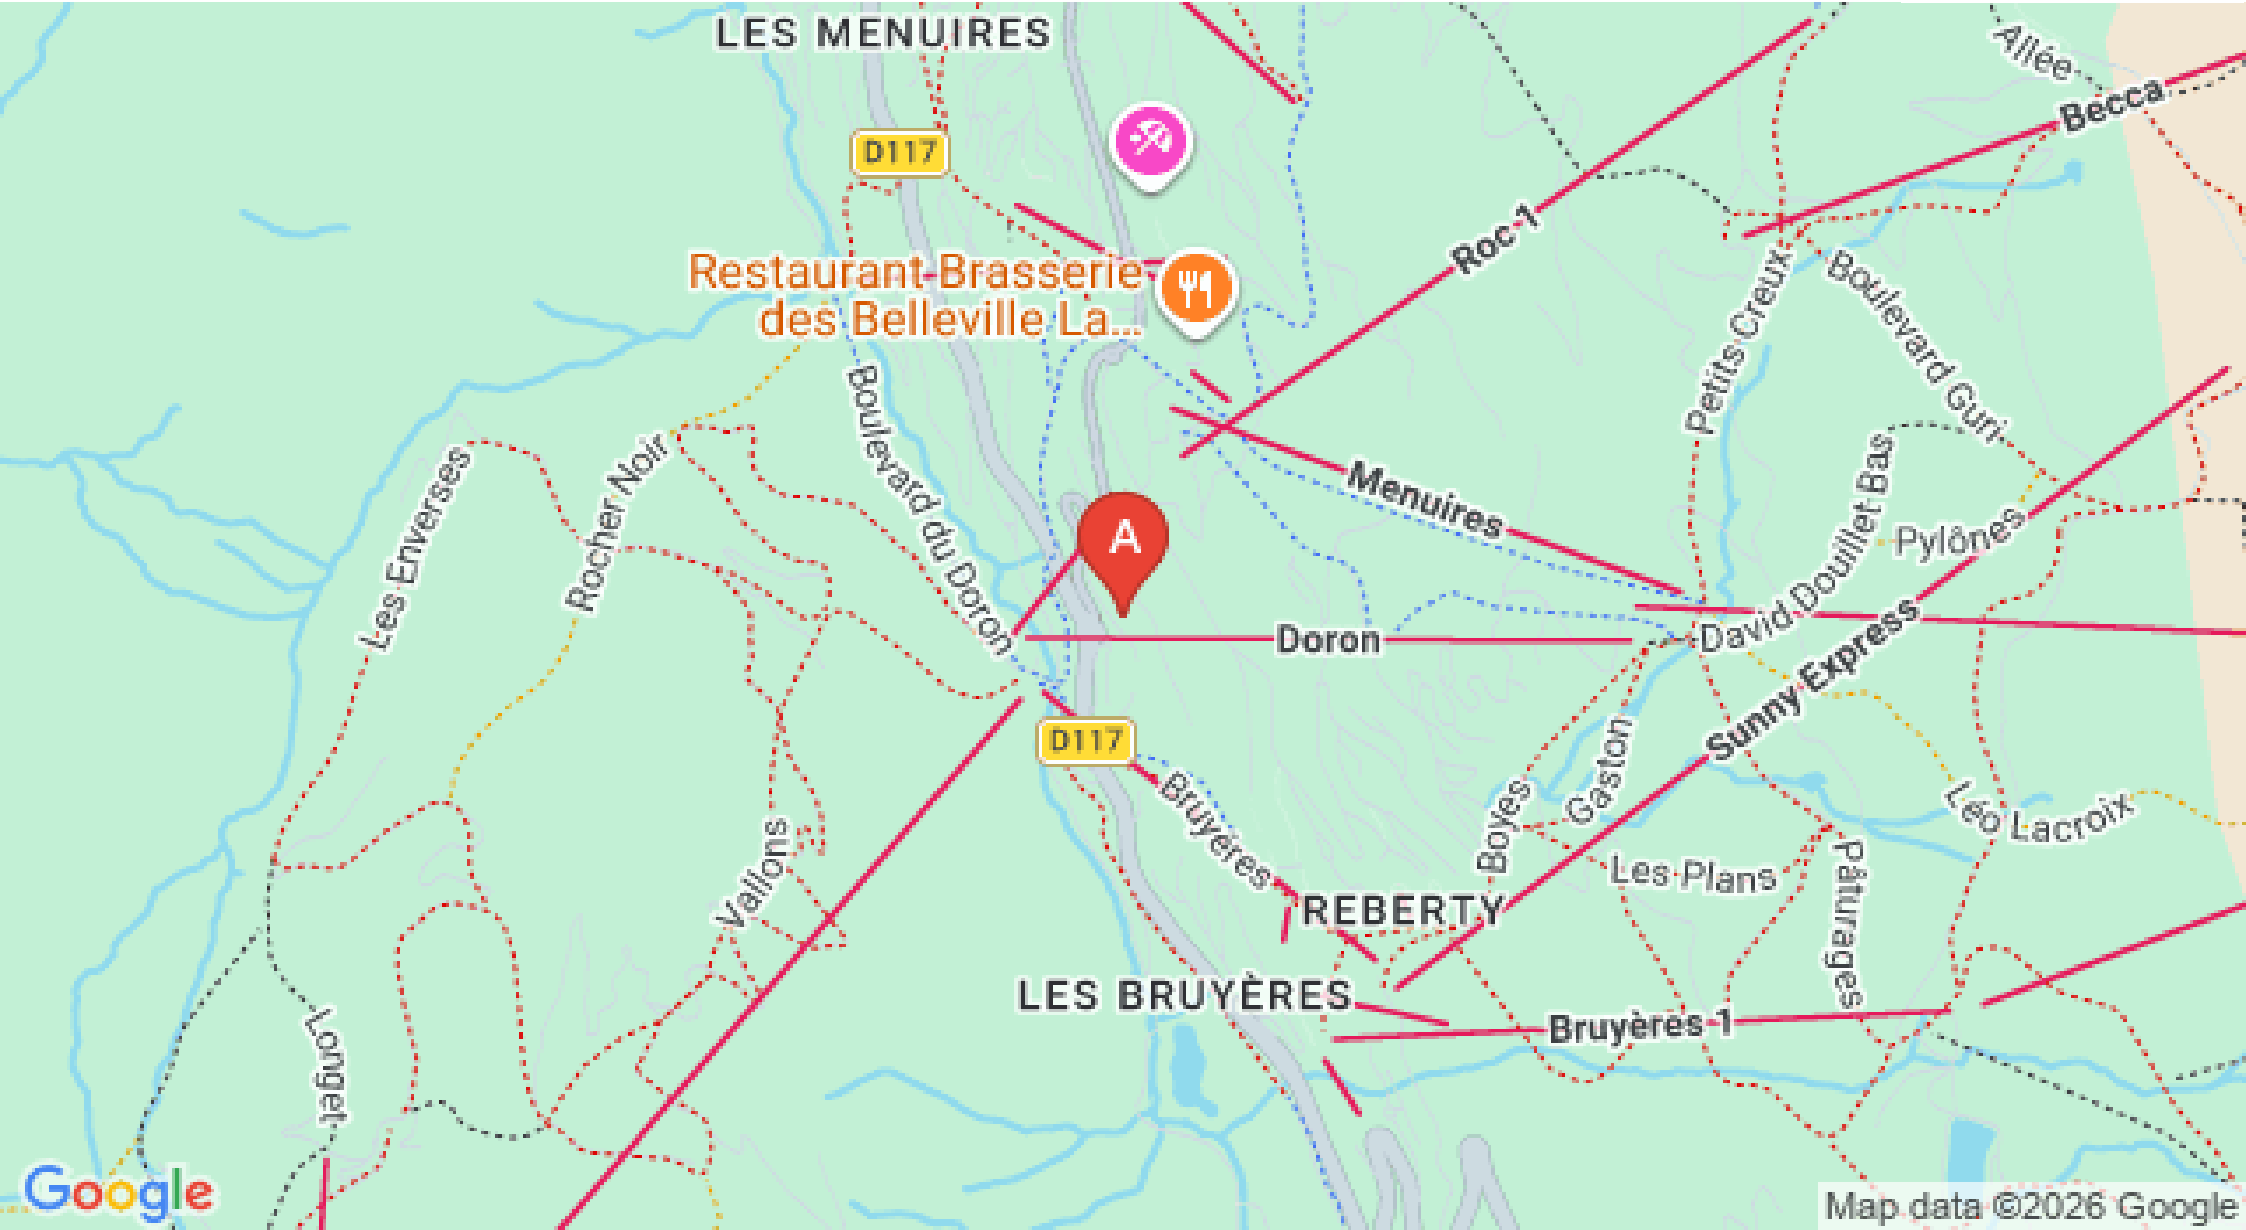 LES MENUIRES
Allée
Becca
D117
Roc 1
Restaurant Brasserie
des Belleville La...
Petits Creux
Boulevard Guri
Boulevard du Doron
Les Enverses
Rocher Noir
Menuires
David Douillet Bas
Pylônes
A
Doron
Sunny Express
D117
Bruyères
Gaston
Boyes
Léo Lacroix
Les Plans
Pâturages
Vallons
REBERTY
LES BRUYÈRES
Bruyères 1
Longet
Google
Map data ©2026 Google